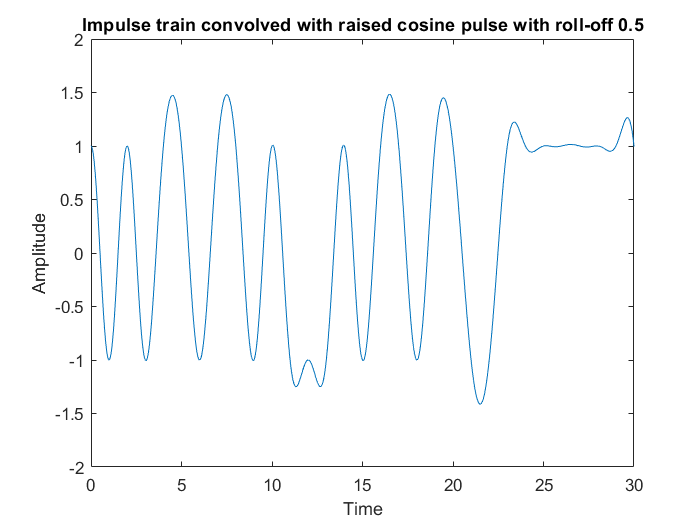 Impulse train convolved with raised cosine pulse with roll-off 0.5
2
1.5
1
0.5
0
-0.5
-1
-1.5
-2
Amplitude
0 5 10 15 20 25 30
Time